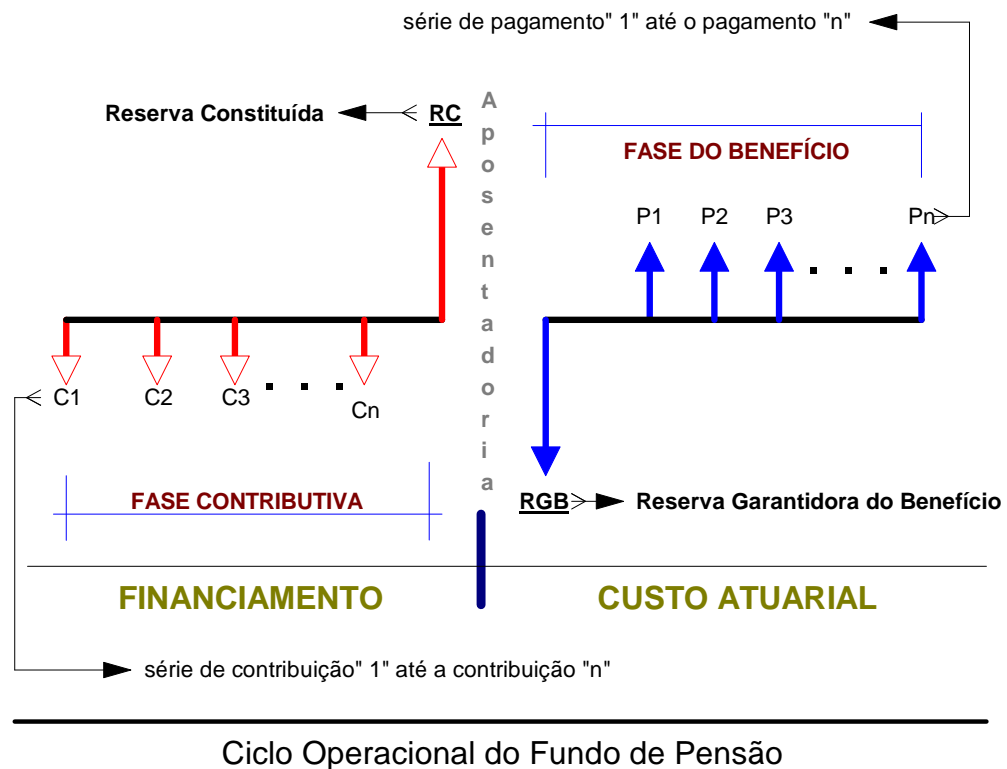 série de pagamento" 1" até o pagamento "n"
Reserva Constituída
RC
Aposentadoria
FASE DO BENEFÍCIO
P1 P2 P3 . . . Pn
C1 C2 C3 . . . Cn
FASE CONTRIBUTIVA
RGB
Reserva Garantidora do Benefício
FINANCIAMENTO
CUSTO ATUARIAL
série de contribuição" 1" até a contribuição "n"
Ciclo Operacional do Fundo de Pensão